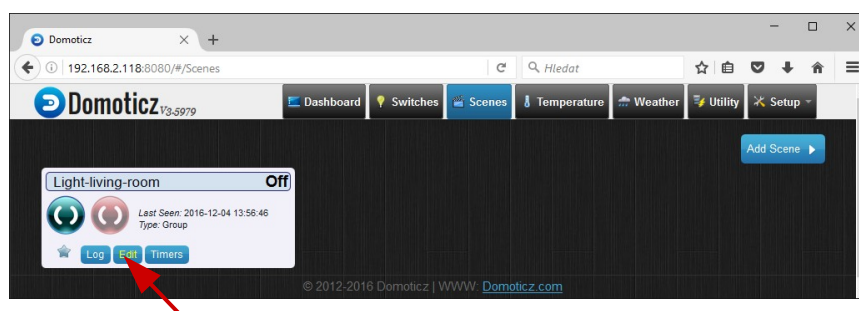 Domoticz
192.168.2.118:8080/#/Scenes
Hledat
Domoticz V3.5979
Dashboard Switches Scenes Temperature Weather Utility Setup
Add Scene
Light-living-room Off
Last Seen: 2016-12-04 13:56:46
Type: Group
Log Edit Timers
© 2012-2016 Domoticz | WWW: Domoticz.com